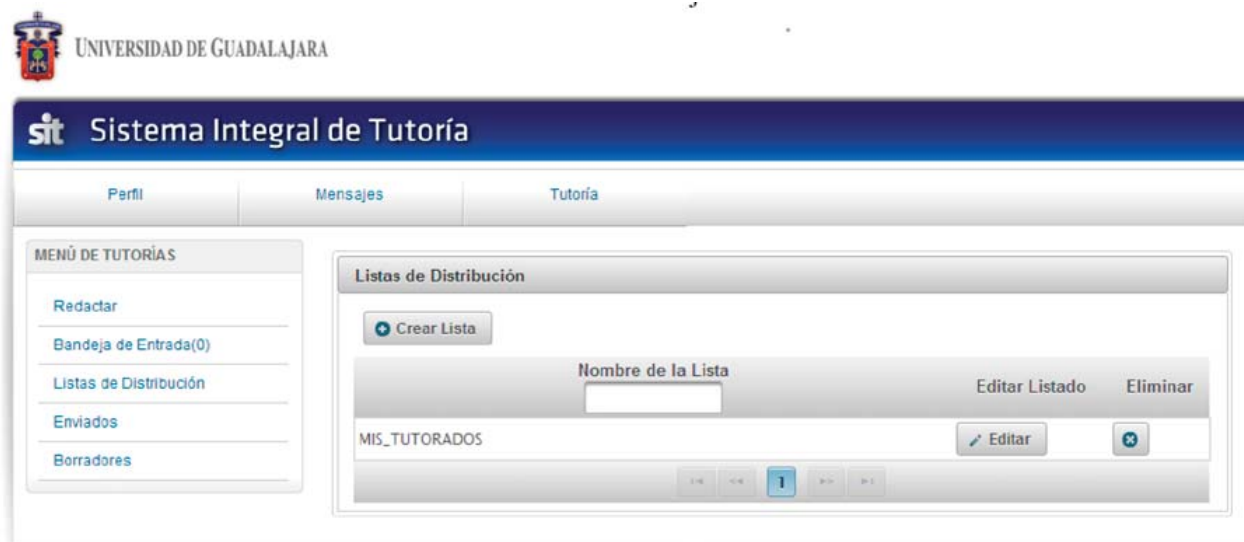 UNIVERSIDAD DE GUADALAJARA
sit Sistema Integral de Tutoría
Perfil Mensajes Tutoría
MENÚ DE TUTORÍAS
Redactar
Bandeja de Entrada(0)
Listas de Distribución
Enviados
Borradores
Listas de Distribución
Crear Lista
Nombre de la Lista Editar Listado Eliminar
MIS_TUTORADOS Editar
1